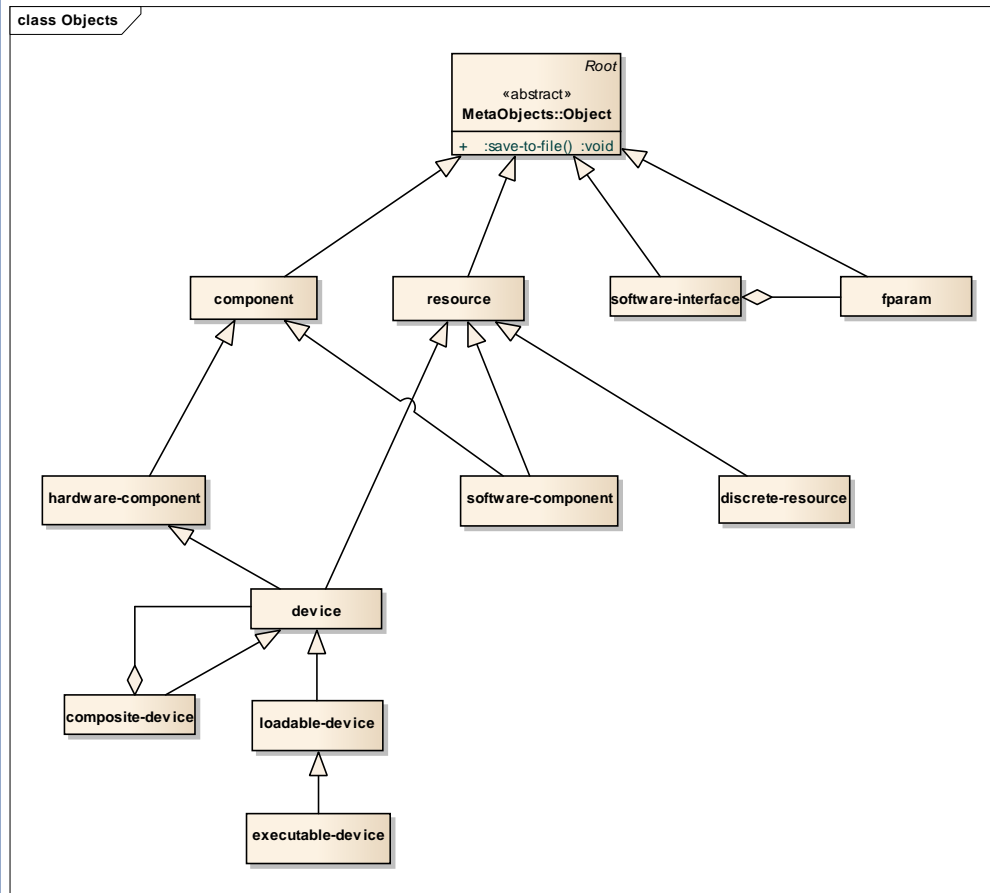 class Objects
Root
«abstract»
MetaObjects::Object
+ :save-to-file() :void
component
resource
software-interface
fparam
hardware-component
software-component
discrete-resource
device
composite-device
loadable-device
executable-device